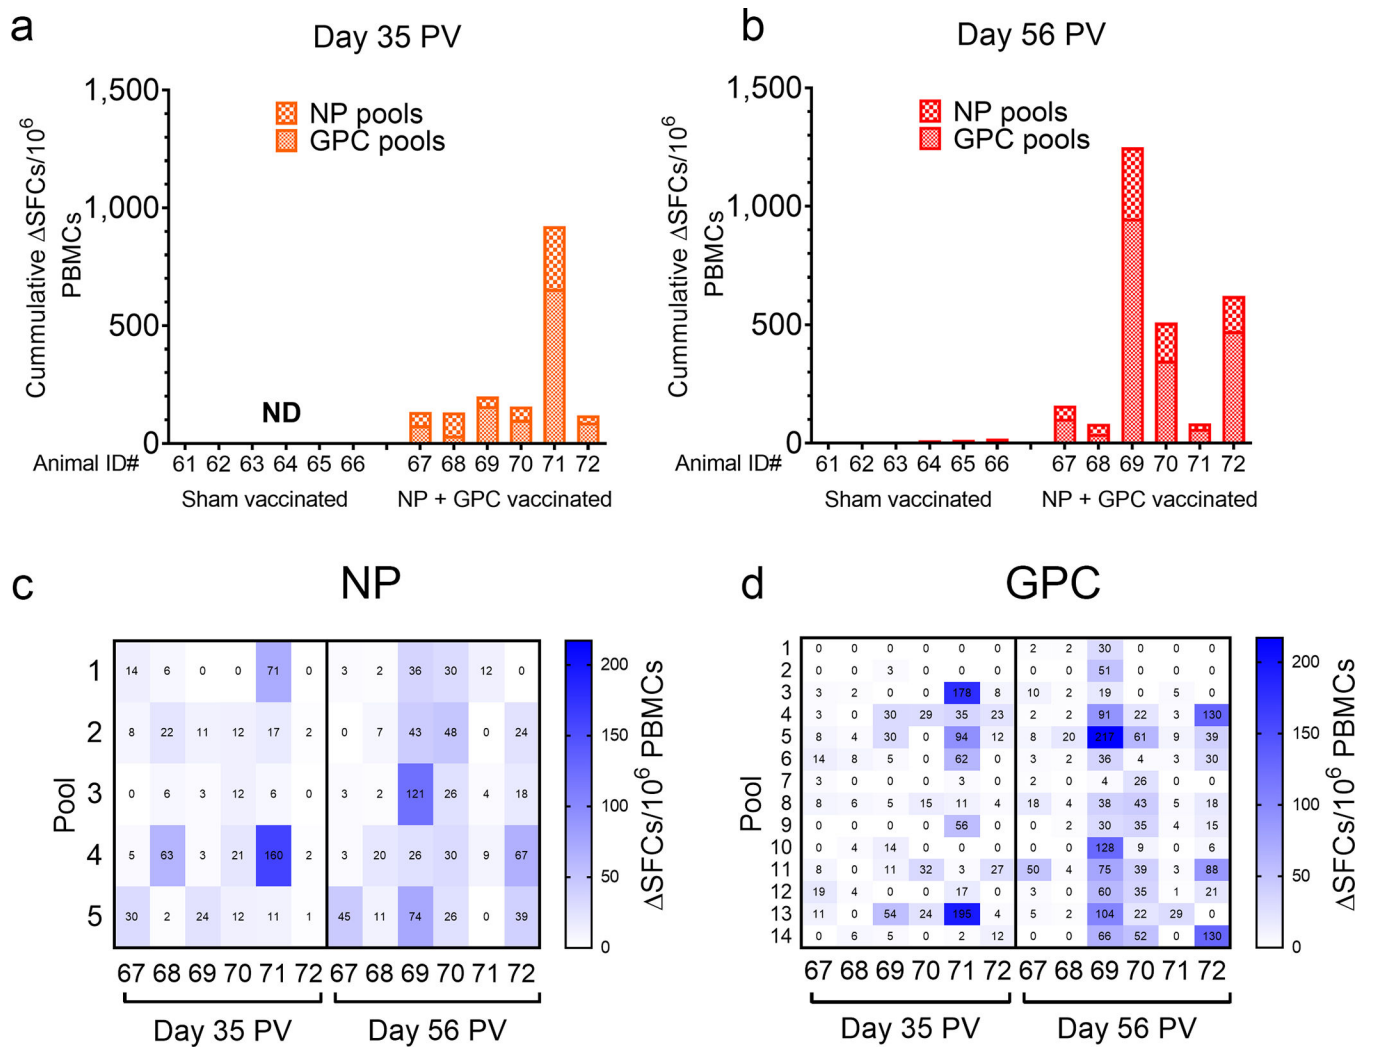 a
Day 35 PV
Cummulative ΔSFCs/10⁶
PBMCs
1,500
1,000
500
0
NP pools
GPC pools
ND
Animal ID# 61 62 63 64 65 66 67 68 69 70 71 72
Sham vaccinated NP + GPC vaccinated
b
Day 56 PV
Cummulative ΔSFCs/10⁶
PBMCs
1,500
1,000
500
0
NP pools
GPC pools
Animal ID# 61 62 63 64 65 66 67 68 69 70 71 72
Sham vaccinated NP + GPC vaccinated
c
NP
Pool
1 14 6 0 0 71 0 3 2 36 30 12 0
2 8 22 11 12 17 2 0 7 43 48 0 24
3 0 6 3 12 6 0 3 2 121 26 4 18
4 5 63 3 21 160 2 3 20 26 30 9 67
5 30 2 24 12 11 1 45 11 74 26 0 39
67 68 69 70 71 72 67 68 69 70 71 72
Day 35 PV Day 56 PV
200
150
100
50
0
ΔSFCs/10⁶ PBMCs
d
GPC
Pool
1 0 0 0 0 0 0 2 2 30 0 0 0
2 0 0 3 0 0 0 0 0 51 0 0 0
3 3 2 0 0 178 8 10 2 19 0 5 0
4 3 0 30 29 35 23 2 2 91 22 3 130
5 8 4 30 0 94 12 8 20 217 61 9 39
6 14 8 5 0 62 0 3 2 36 4 3 30
7 3 0 0 0 3 0 2 0 4 26 0 0
8 8 6 5 15 11 4 18 4 38 43 5 18
9 0 0 0 0 56 0 0 2 30 35 4 15
10 0 4 14 0 0 0 0 0 128 9 0 6
11 8 0 11 32 3 27 50 4 75 39 3 88
12 19 4 0 0 17 0 3 0 60 35 1 21
13 11 0 54 24 195 4 5 2 104 22 29 0
14 0 6 5 0 2 12 0 0 66 52 0 130
67 68 69 70 71 72 67 68 69 70 71 72
Day 35 PV Day 56 PV
200
150
100
50
0
ΔSFCs/10⁶ PBMCs